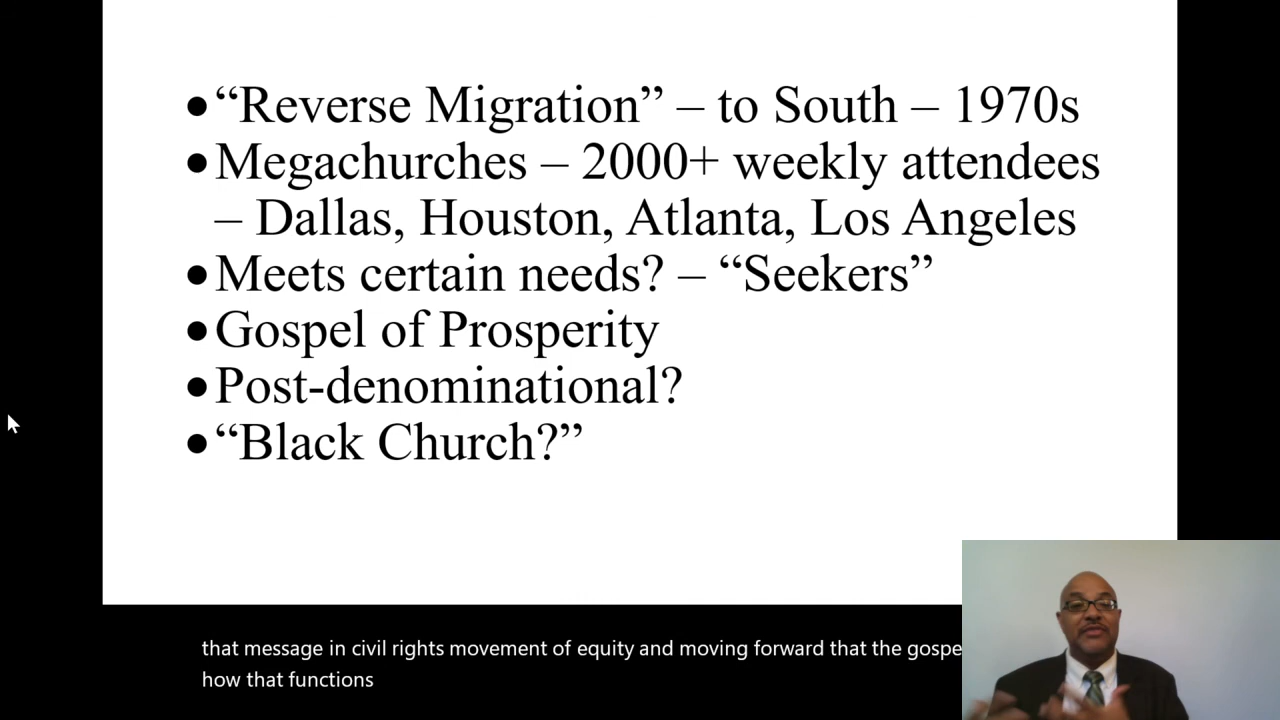 • “Reverse Migration” – to South – 1970s
• Megachurches – 2000+ weekly attendees
– Dallas, Houston, Atlanta, Los Angeles
• Meets certain needs? – “Seekers”
• Gospel of Prosperity
• Post-denominational?
• “Black Church?”
that message in civil rights movement of equity and moving forward that the gospe
how that functions